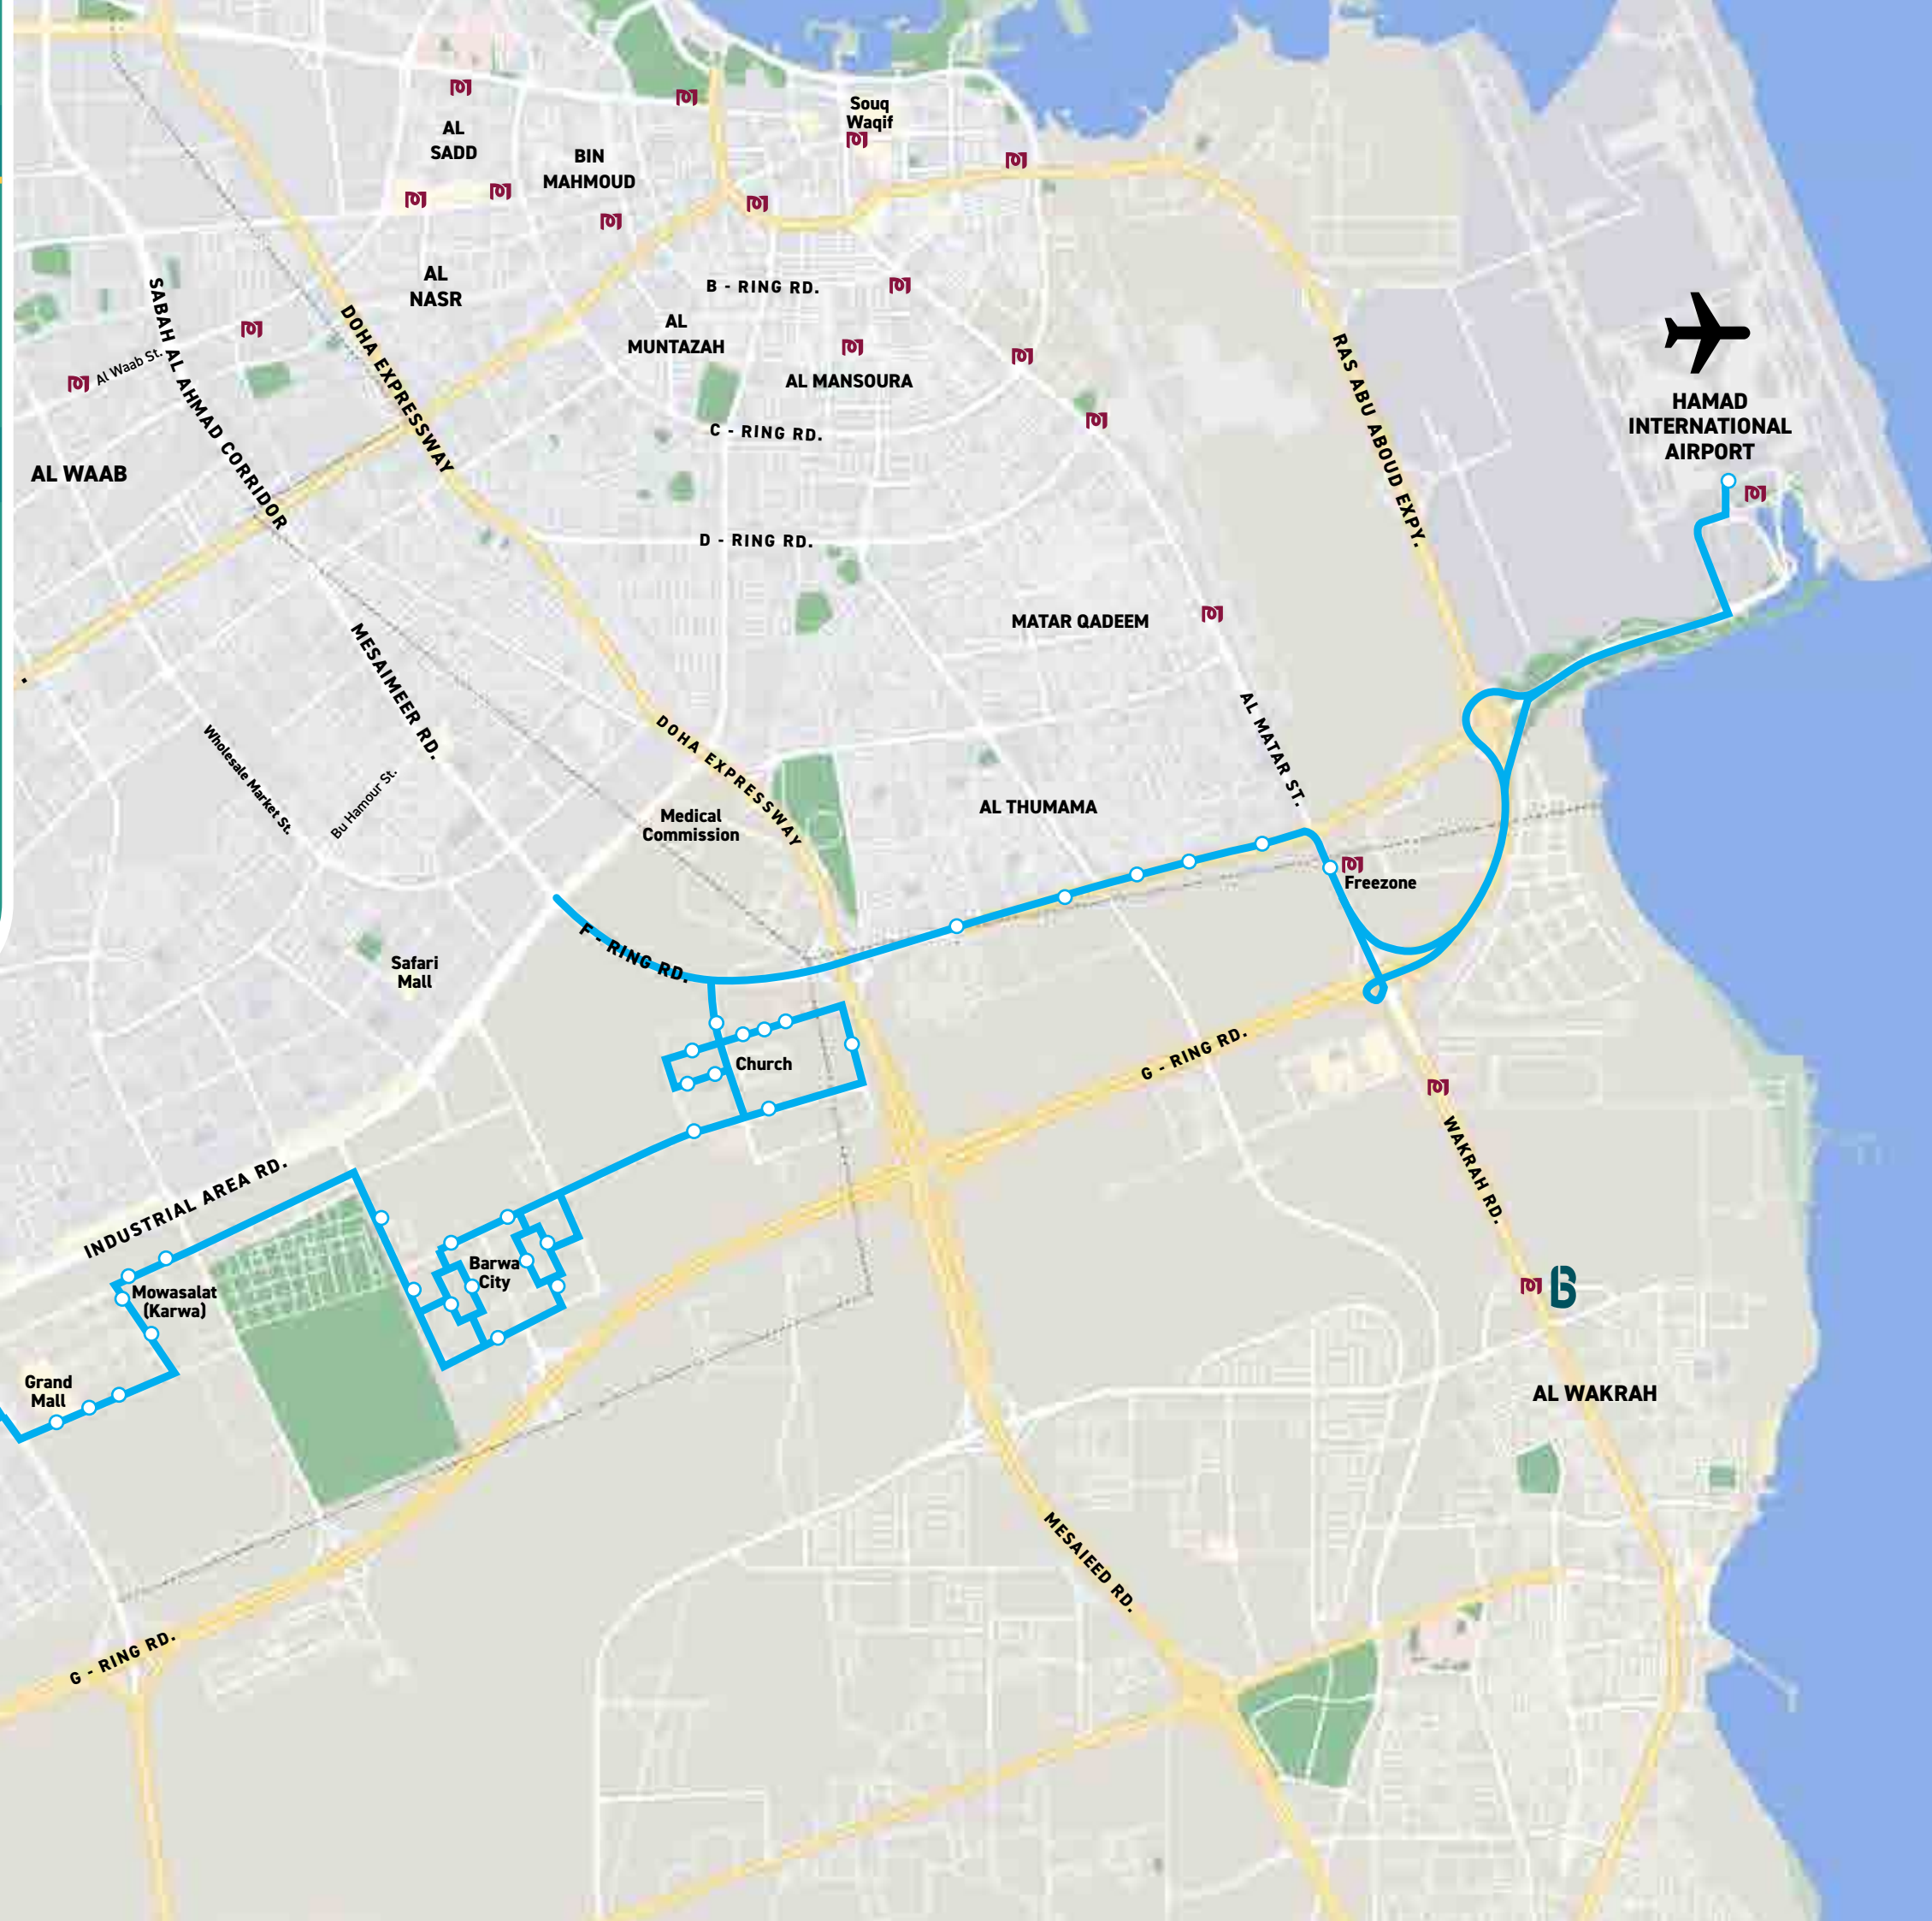 Souq
Waqif
AL
SADD
BIN
MAHMOUD
AL
NASR
B - RING RD.
SABAH AL AHMAD CORRIDOR
DOHA EXPRESSWAY
AL
MUNTAZAH
Al Waab St.
AL MANSOURA
RAS ABU ABOUD EXPY.
HAMAD
INTERNATIONAL
AIRPORT
C - RING RD.
AL WAAB
D - RING RD.
MATAR QADEEM
MESAIMEER RD.
AL MATAR ST.
DOHA EXPRESSWAY
Wholesale Market St.
Bu Hamour St.
Medical
Commission
AL THUMAMA
Freezone
F - RING RD.
Safari
Mall
Church
G - RING RD.
INDUSTRIAL AREA RD.
WAKRAH RD.
Barwa
City
Mowasalat
(Karwa)
Grand
Mall
AL WAKRAH
MESAIEED RD.
G - RING RD.